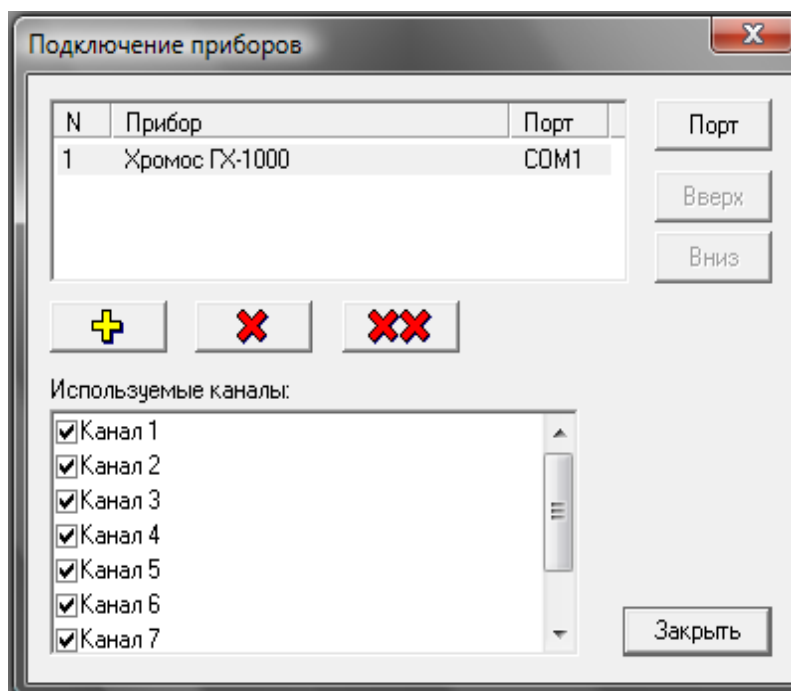 Подключение приборов
N Прибор Порт
1 Хромос ГХ-1000 COM1
Порт
Вверх
Вниз
Используемые каналы:
Канал 1
Канал 2
Канал 3
Канал 4
Канал 5
Канал 6
Канал 7
Закрыть